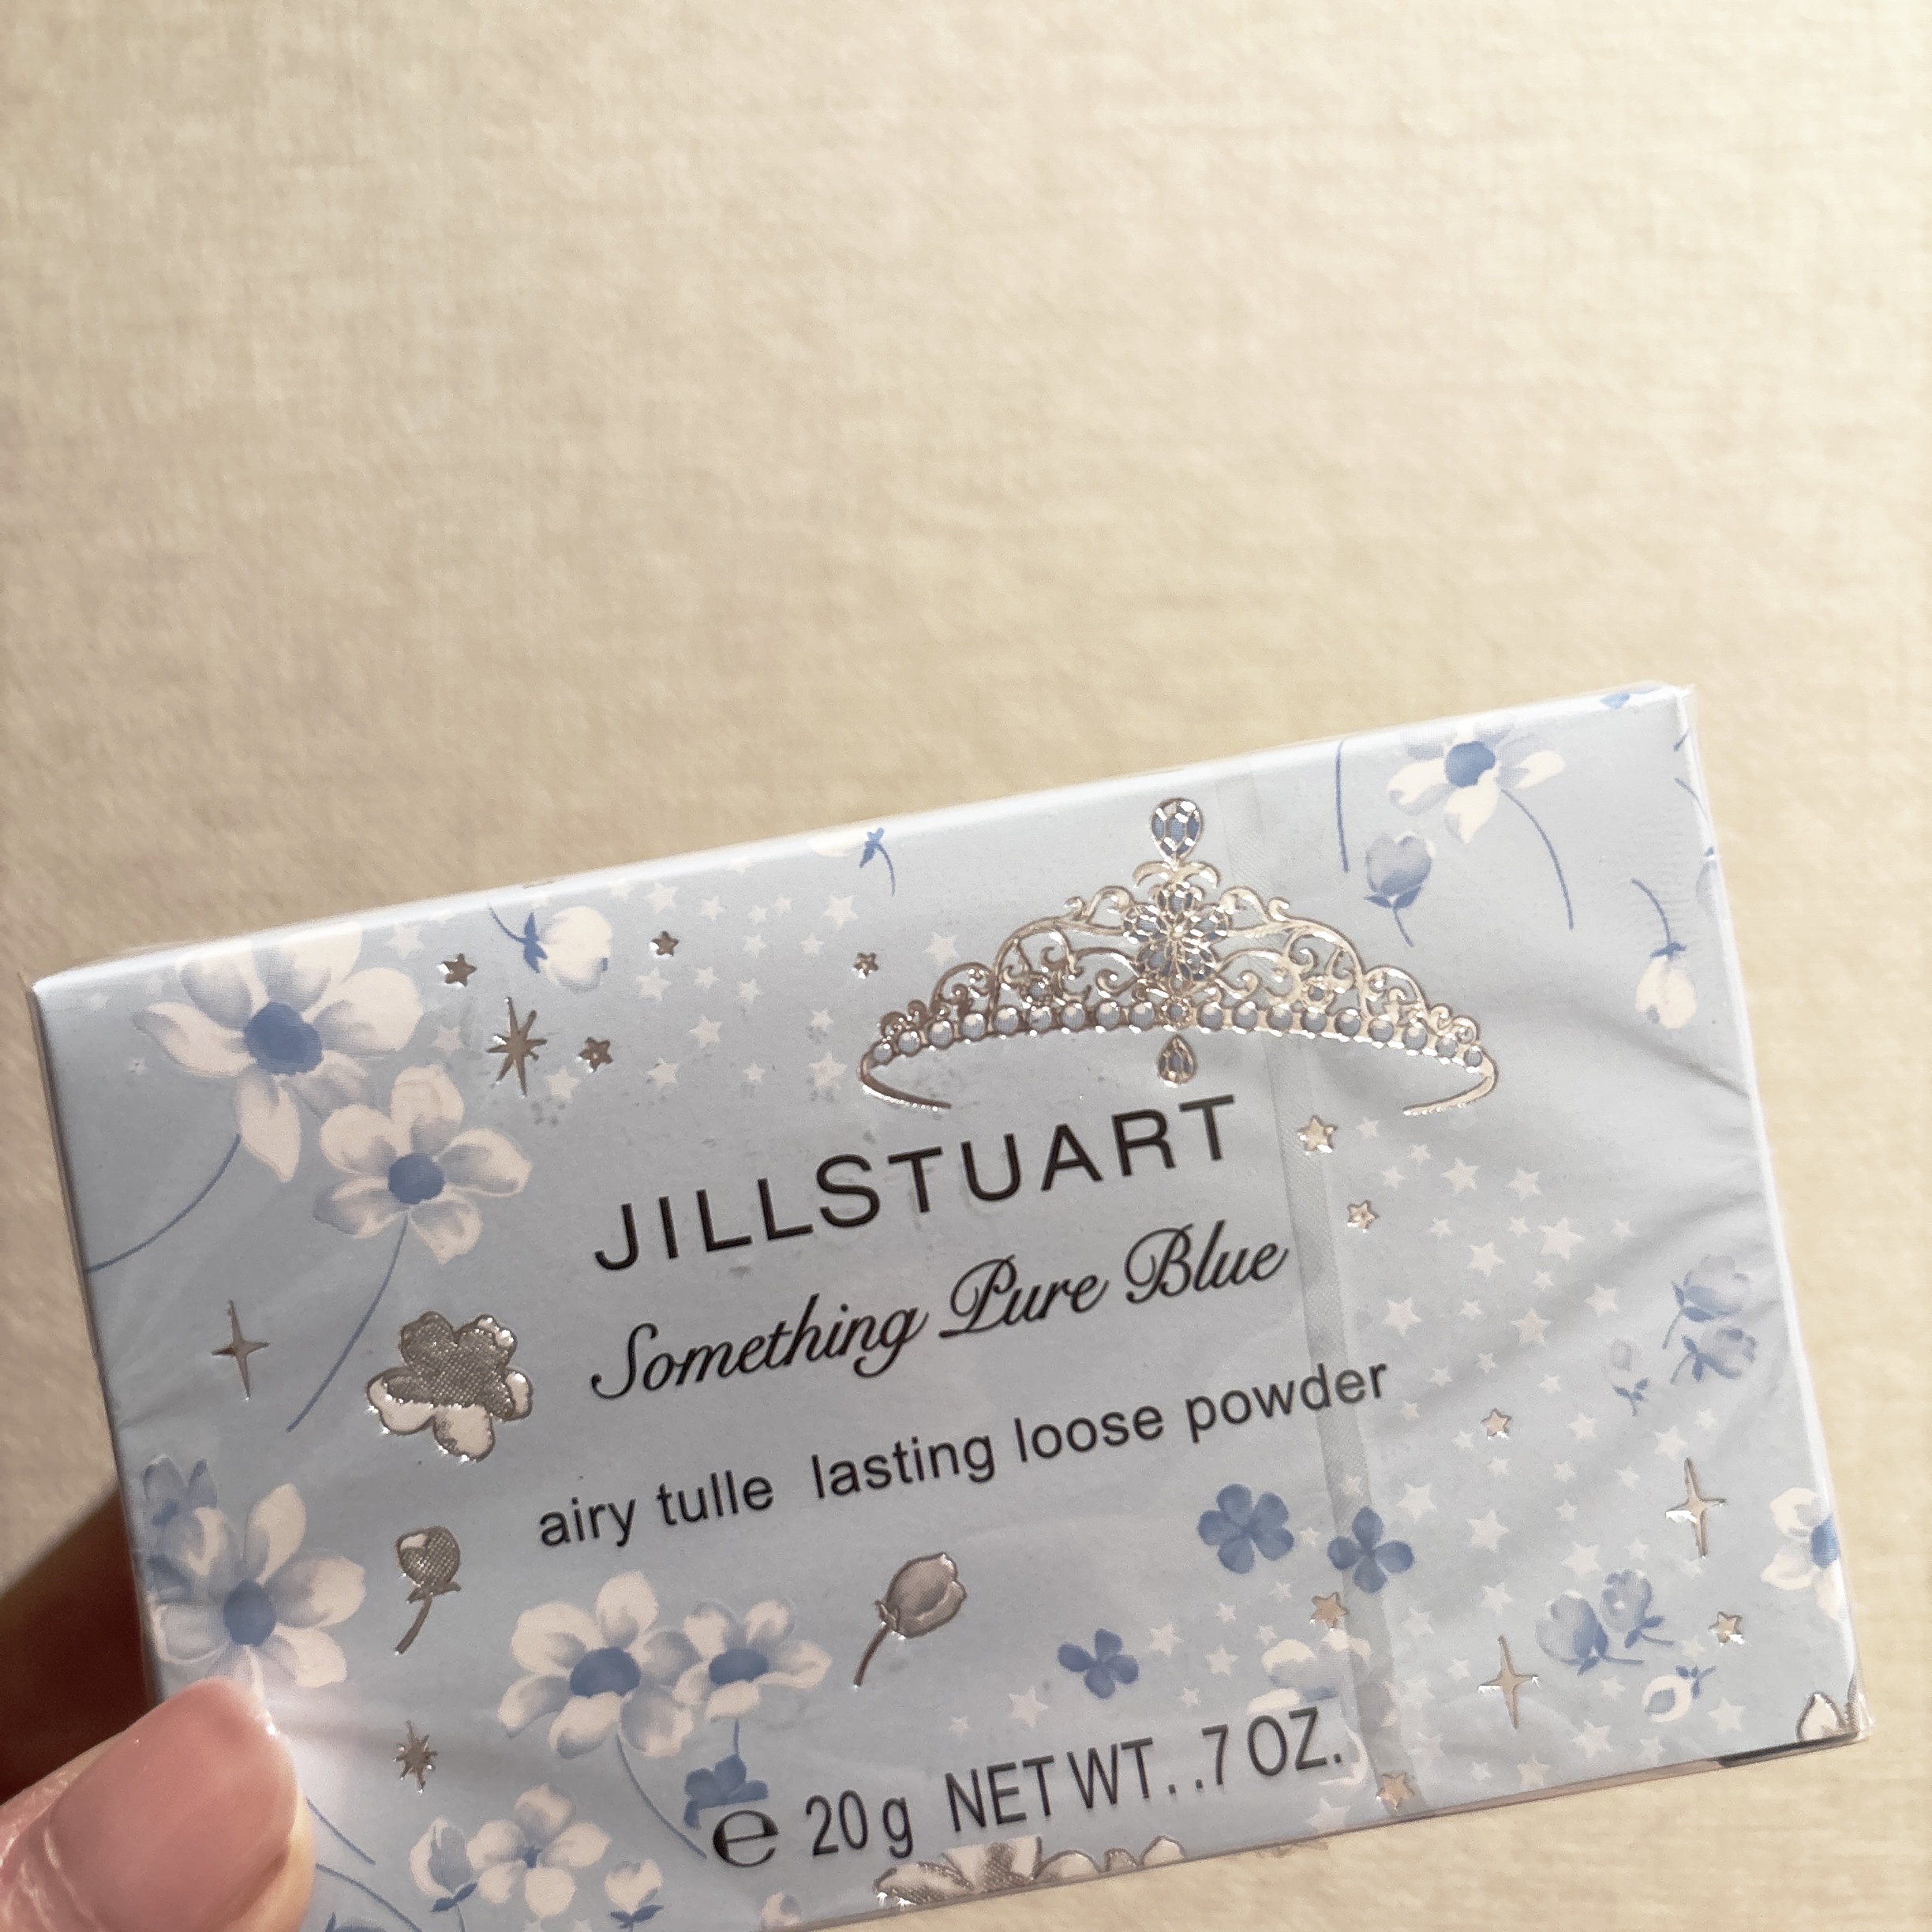 JILLSTUART
Something Pure Blue
airy tulle lasting loose powder
℮ 20g NET WT. .7 OZ.